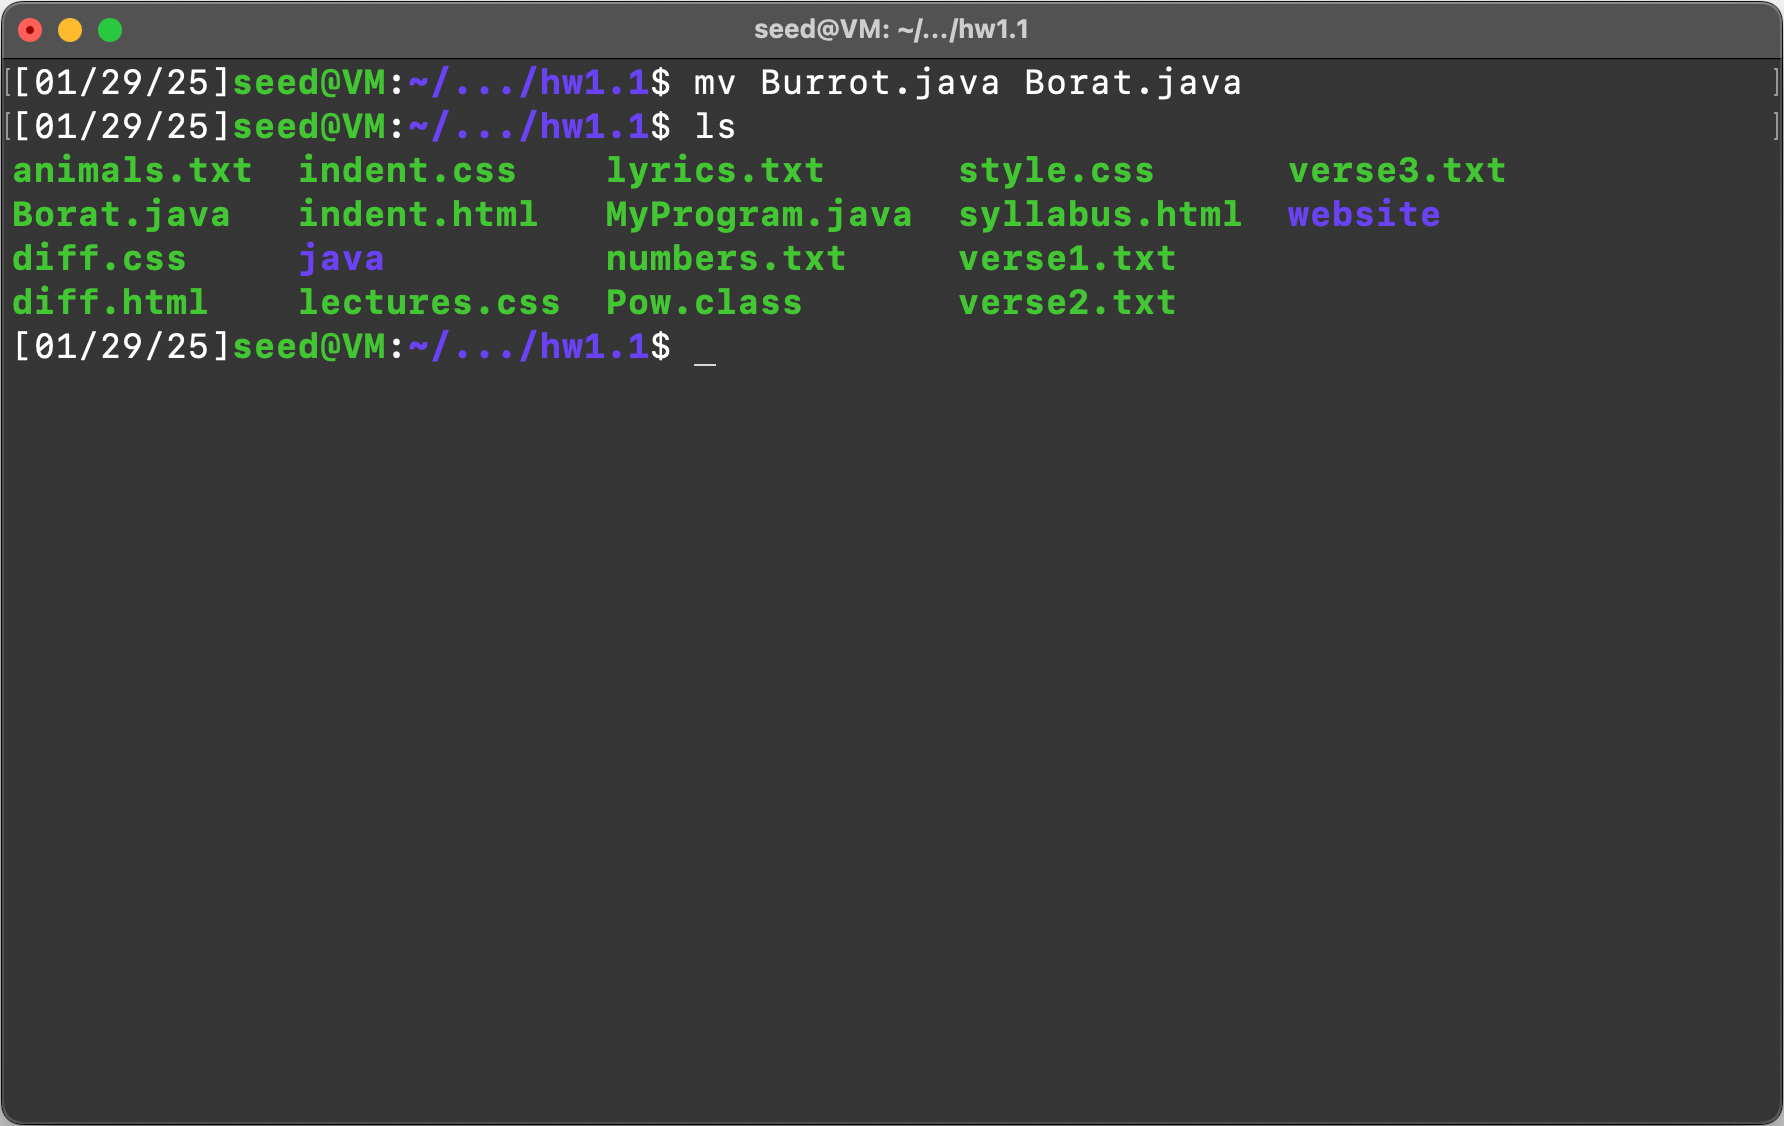 seed@VM: ~/.../hw1.1
[[01/29/25]seed@VM:~/.../hw1.1$ mv Burrot.java Borat.java ]
[[01/29/25]seed@VM:~/.../hw1.1$ ls ]
animals.txt  indent.css    lyrics.txt      style.css      verse3.txt
Borat.java   indent.html   MyProgram.java  syllabus.html  website
diff.css     java          numbers.txt     verse1.txt
diff.html    lectures.css  Pow.class       verse2.txt
[01/29/25]seed@VM:~/.../hw1.1$ _